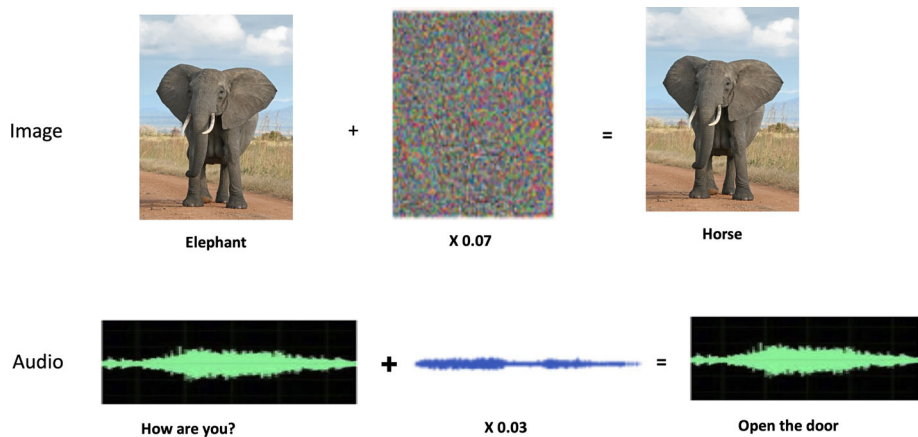 Image
+
=
Elephant
X 0.07
Horse
Audio
+
=
How are you?
X 0.03
Open the door